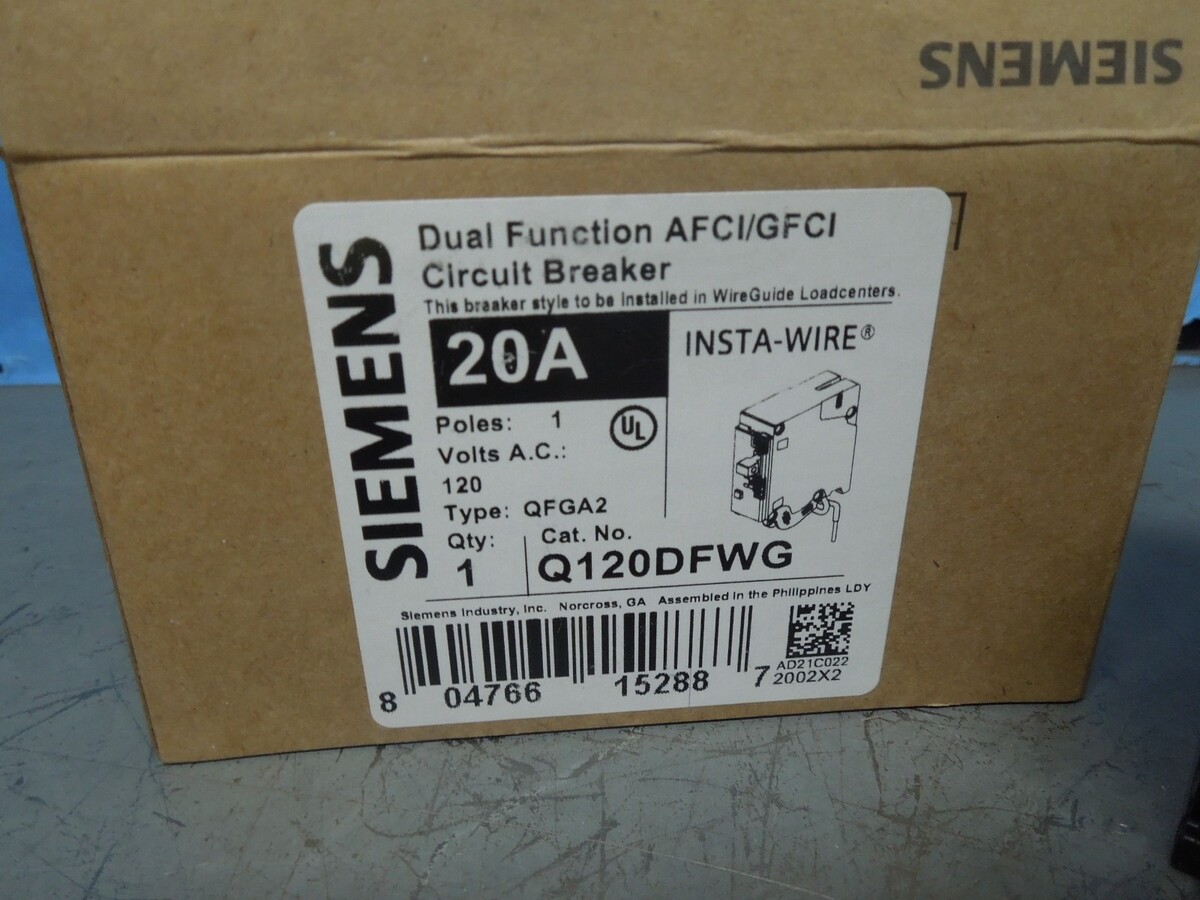 SIEMENS
SIEMENS
Dual Function AFCI/GFCI
Circuit Breaker
This breaker style to be Installed in WireGuide Loadcenters.
20A
INSTA-WIRE®
Poles: 1
UL
Volts A.C.:
120
Type: QFGA2
Qty:
1
Cat. No.
Q120DFWG
Siemens Industry, Inc. Norcross, GA Assembled in the Philippines LDY
8 04766 15288 7
AD21C022
2002X2